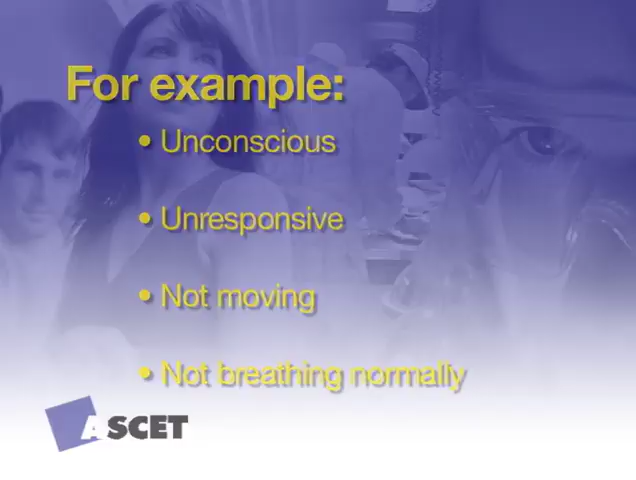 For example:
• Unconscious
• Unresponsive
• Not moving
• Not breathing normally
ASCET